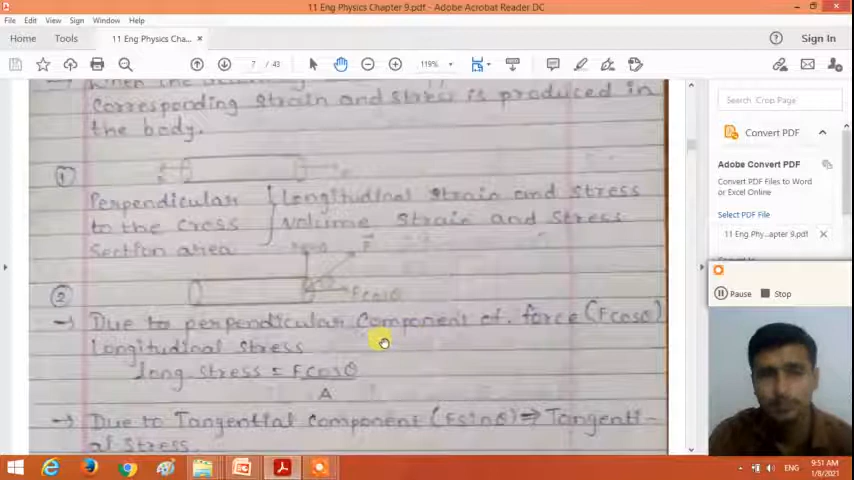 11 Eng Physics Chapter 9.pdf - Adobe Acrobat Reader DC
File Edit View Sign Window Help
Home Tools 11 Eng Physics Cha... × Sign In
7 / 43 119%
corresponding strain and stress is produced in
the body.
①
Perpendicular longitudinal strain and stress
to the cross volume strain and stress
section area
F
②
Fcosθ
→ Due to perpendicular component of. force (Fcosθ)
longitudinal stress
long stress = Fcosθ
A
→ Due to Tangential component (Fsinθ) ⇒ Tangenti-
al stress.
Search 'Crop Page'
Convert PDF
Adobe Convert PDF
Convert PDFs to Word
or Excel Online
Select PDF File
11 Eng Phy...apter 9.pdf ×
Pause Stop
ENG
9:51 AM
1/8/2021